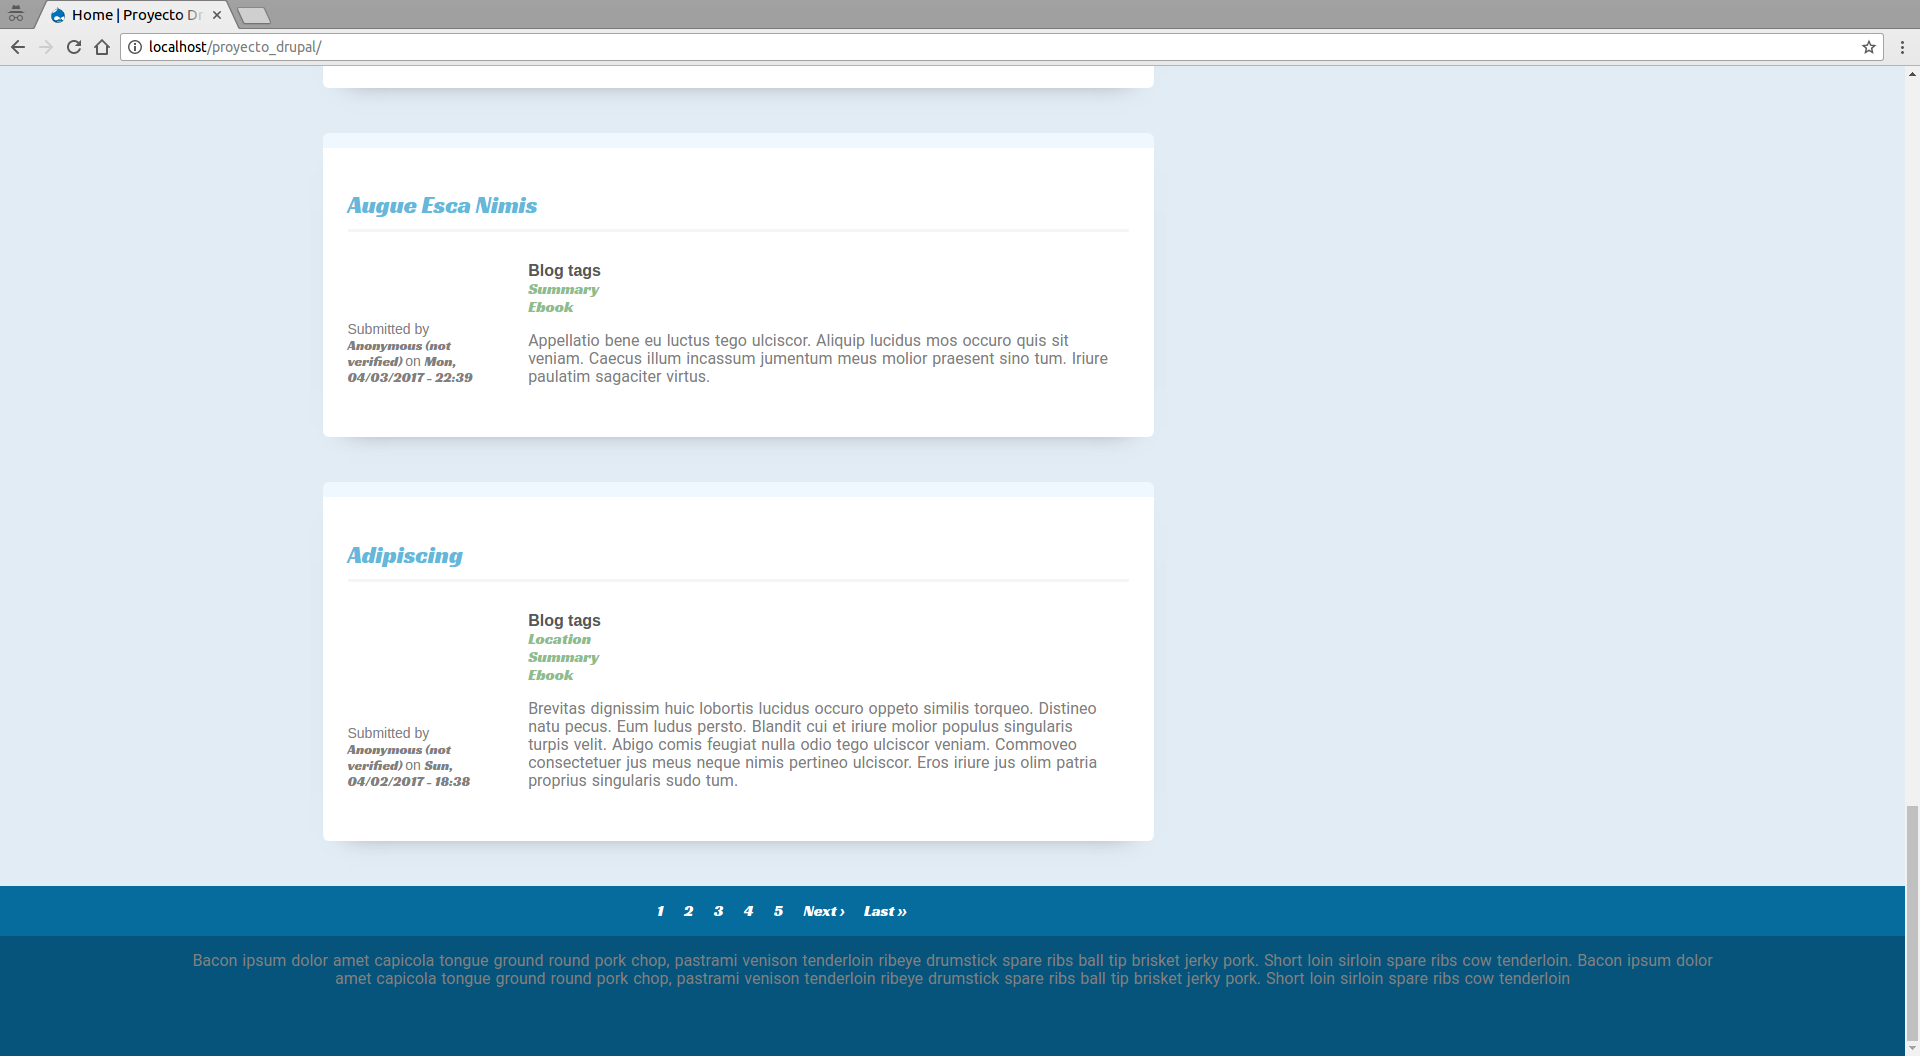 Home | Proyecto Dr
localhost/proyecto_drupal/
Augue Esca Nimis
Blog tags
Summary
Ebook
Submitted by
Anonymous (not
verified) on Mon,
04/03/2017 - 22:39
Appellatio bene eu luctus tego ulciscor. Aliquip lucidus mos occuro quis sit
veniam. Caecus illum incassum jumentum meus molior praesent sino tum. Iriure
paulatim sagaciter virtus.
Adipiscing
Blog tags
Location
Summary
Ebook
Submitted by
Anonymous (not
verified) on Sun,
04/02/2017 - 18:38
Brevitas dignissim huic lobortis lucidus occuro oppeto similis torqueo. Distineo
natu pecus. Eum ludus persto. Blandit cui et iriure molior populus singularis
turpis velit. Abigo comis feugiat nulla odio tego ulciscor veniam. Commoveo
consectetuer jus meus neque nimis pertineo ulciscor. Eros iriure jus olim patria
proprius singularis sudo tum.
1 2 3 4 5 Next › Last »
Bacon ipsum dolor amet capicola tongue ground round pork chop, pastrami venison tenderloin ribeye drumstick spare ribs ball tip brisket jerky pork. Short loin sirloin spare ribs cow tenderloin. Bacon ipsum dolor
amet capicola tongue ground round pork chop, pastrami venison tenderloin ribeye drumstick spare ribs ball tip brisket jerky pork. Short loin sirloin spare ribs cow tenderloin